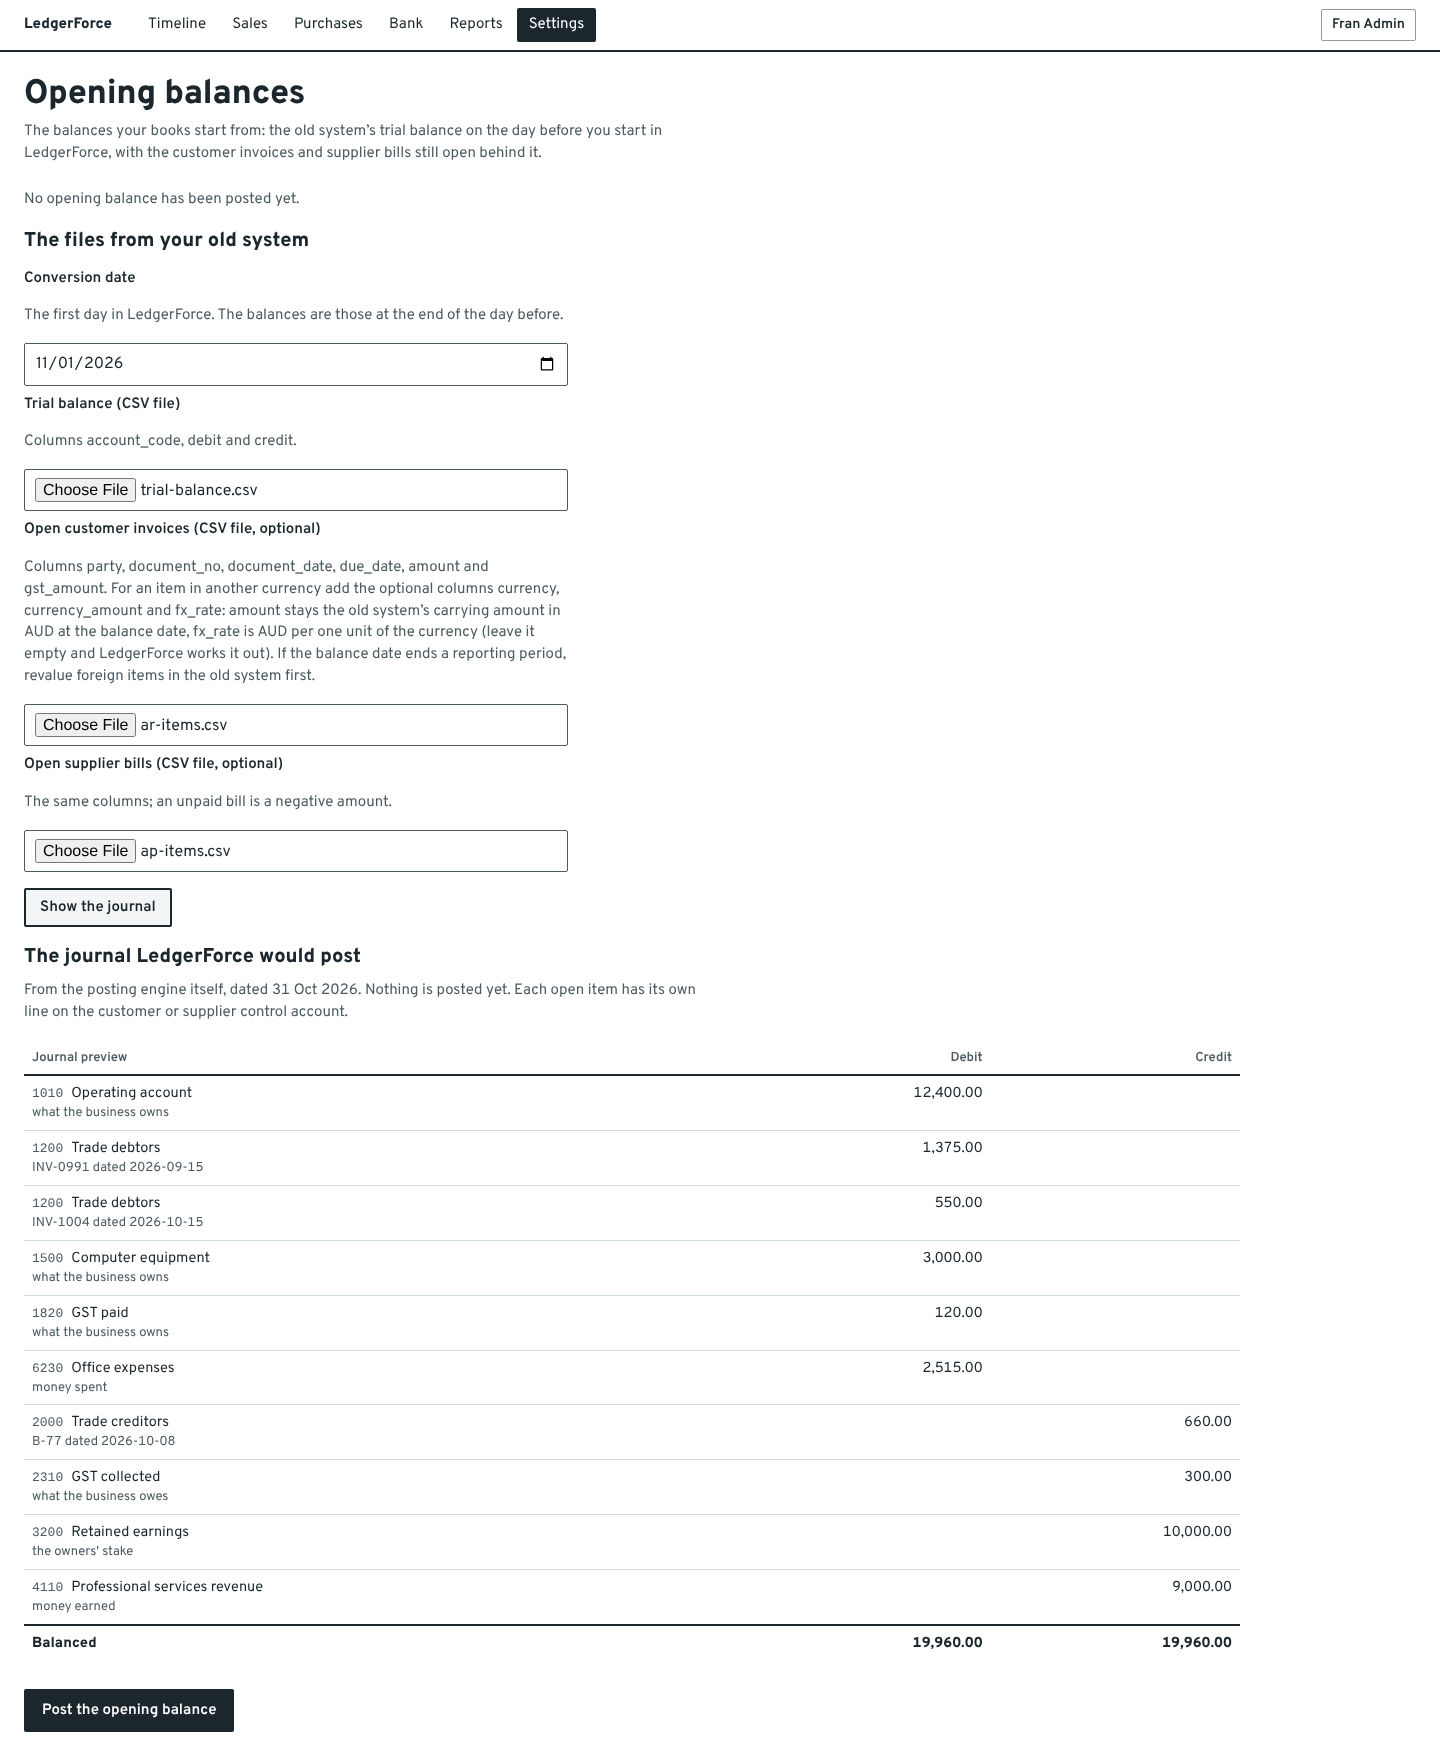 LedgerForce Timeline Sales Purchases Bank Reports Settings Fran Admin
Opening balances
The balances your books start from: the old system’s trial balance on the day before you start in
LedgerForce, with the customer invoices and supplier bills still open behind it.
No opening balance has been posted yet.
The files from your old system
Conversion date
The first day in LedgerForce. The balances are those at the end of the day before.
11/01/2026
Trial balance (CSV file)
Columns account_code, debit and credit.
Choose File trial-balance.csv
Open customer invoices (CSV file, optional)
Columns party, document_no, document_date, due_date, amount and
gst_amount. For an item in another currency add the optional columns currency,
currency_amount and fx_rate: amount stays the old system’s carrying amount in
AUD at the balance date, fx_rate is AUD per one unit of the currency (leave it
empty and LedgerForce works it out). If the balance date ends a reporting period,
revalue foreign items in the old system first.
Choose File ar-items.csv
Open supplier bills (CSV file, optional)
The same columns; an unpaid bill is a negative amount.
Choose File ap-items.csv
Show the journal
The journal LedgerForce would post
From the posting engine itself, dated 31 Oct 2026. Nothing is posted yet. Each open item has its own
line on the customer or supplier control account.
Journal preview Debit Credit
1010 Operating account 12,400.00
what the business owns
1200 Trade debtors 1,375.00
INV-0991 dated 2026-09-15
1200 Trade debtors 550.00
INV-1004 dated 2026-10-15
1500 Computer equipment 3,000.00
what the business owns
1820 GST paid 120.00
what the business owns
6230 Office expenses 2,515.00
money spent
2000 Trade creditors 660.00
B-77 dated 2026-10-08
2310 GST collected 300.00
what the business owes
3200 Retained earnings 10,000.00
the owners' stake
4110 Professional services revenue 9,000.00
money earned
Balanced 19,960.00 19,960.00
Post the opening balance